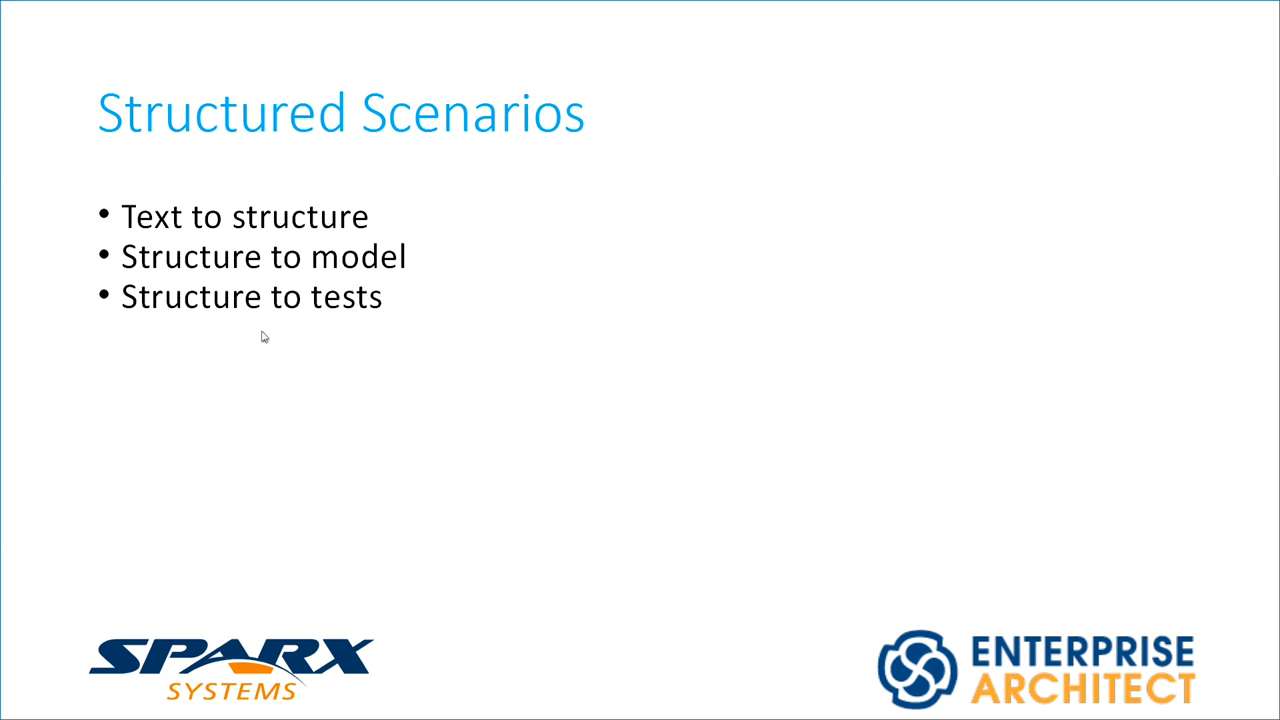 Structured Scenarios
• Text to structure
• Structure to model
• Structure to tests
SPARX
SYSTEMS
ENTERPRISE
ARCHITECT